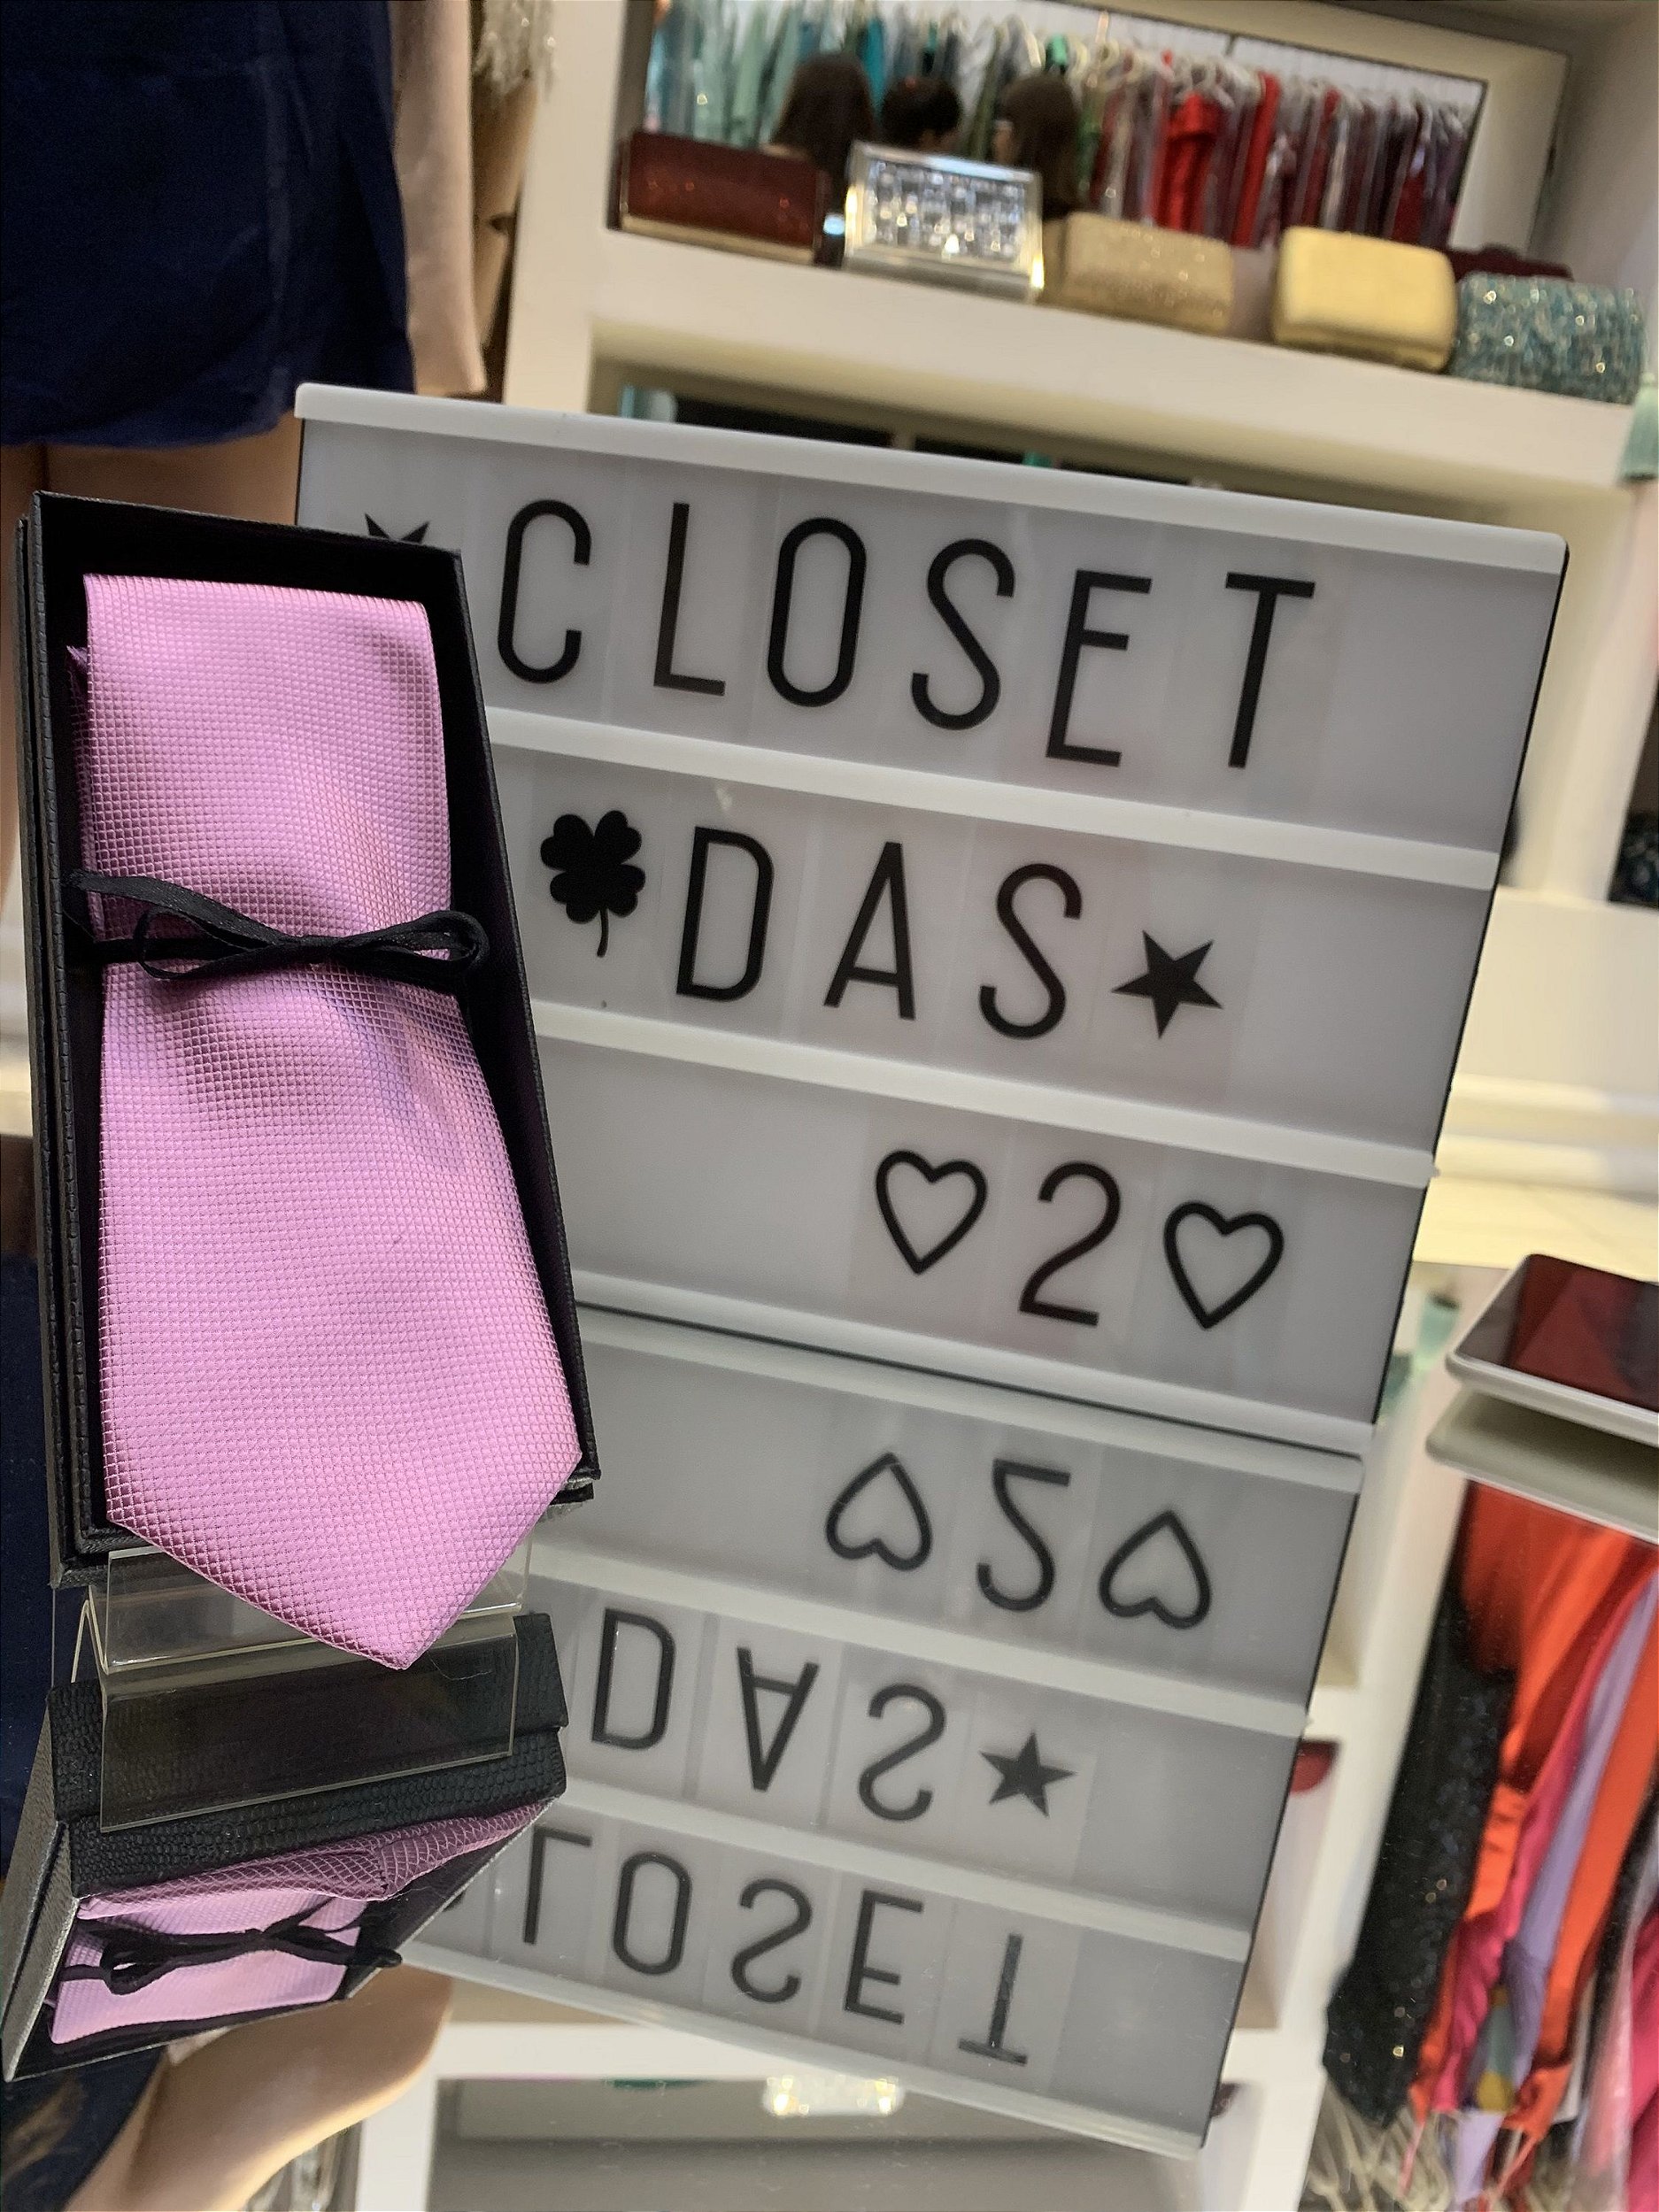 ★CLOSET
🍀DAS★
♡2♡